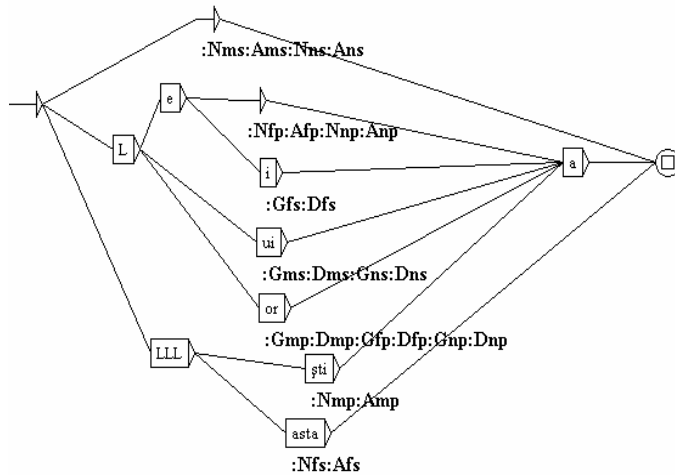 :Nms:Ams:Nns:Ans
e
:Nfp:Afp:Nnp:Anp
L
a
i
:Gfs:Dfs
ui
:Gms:Dms:Gns:Dns
or
:Gmp:Dmp:Gfp:Dfp:Gnp:Dnp
LLL
şti
:Nmp:Amp
asta
:Nfs:Afs